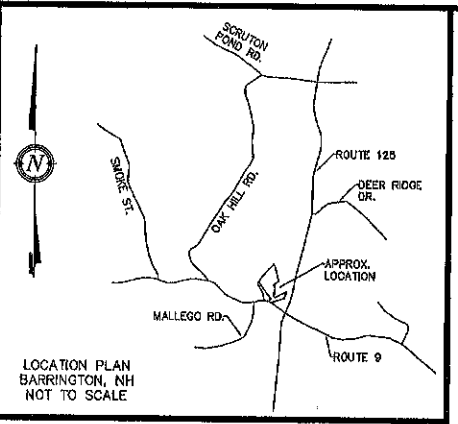 SCRUTON
POND RD.
ROUTE 125
DEER RIDGE
DR.
SMOKE ST.
OAK HILL RD.
N
APPROX.
LOCATION
MALLEGO RD.
ROUTE 9
LOCATION PLAN
BARRINGTON, NH
NOT TO SCALE